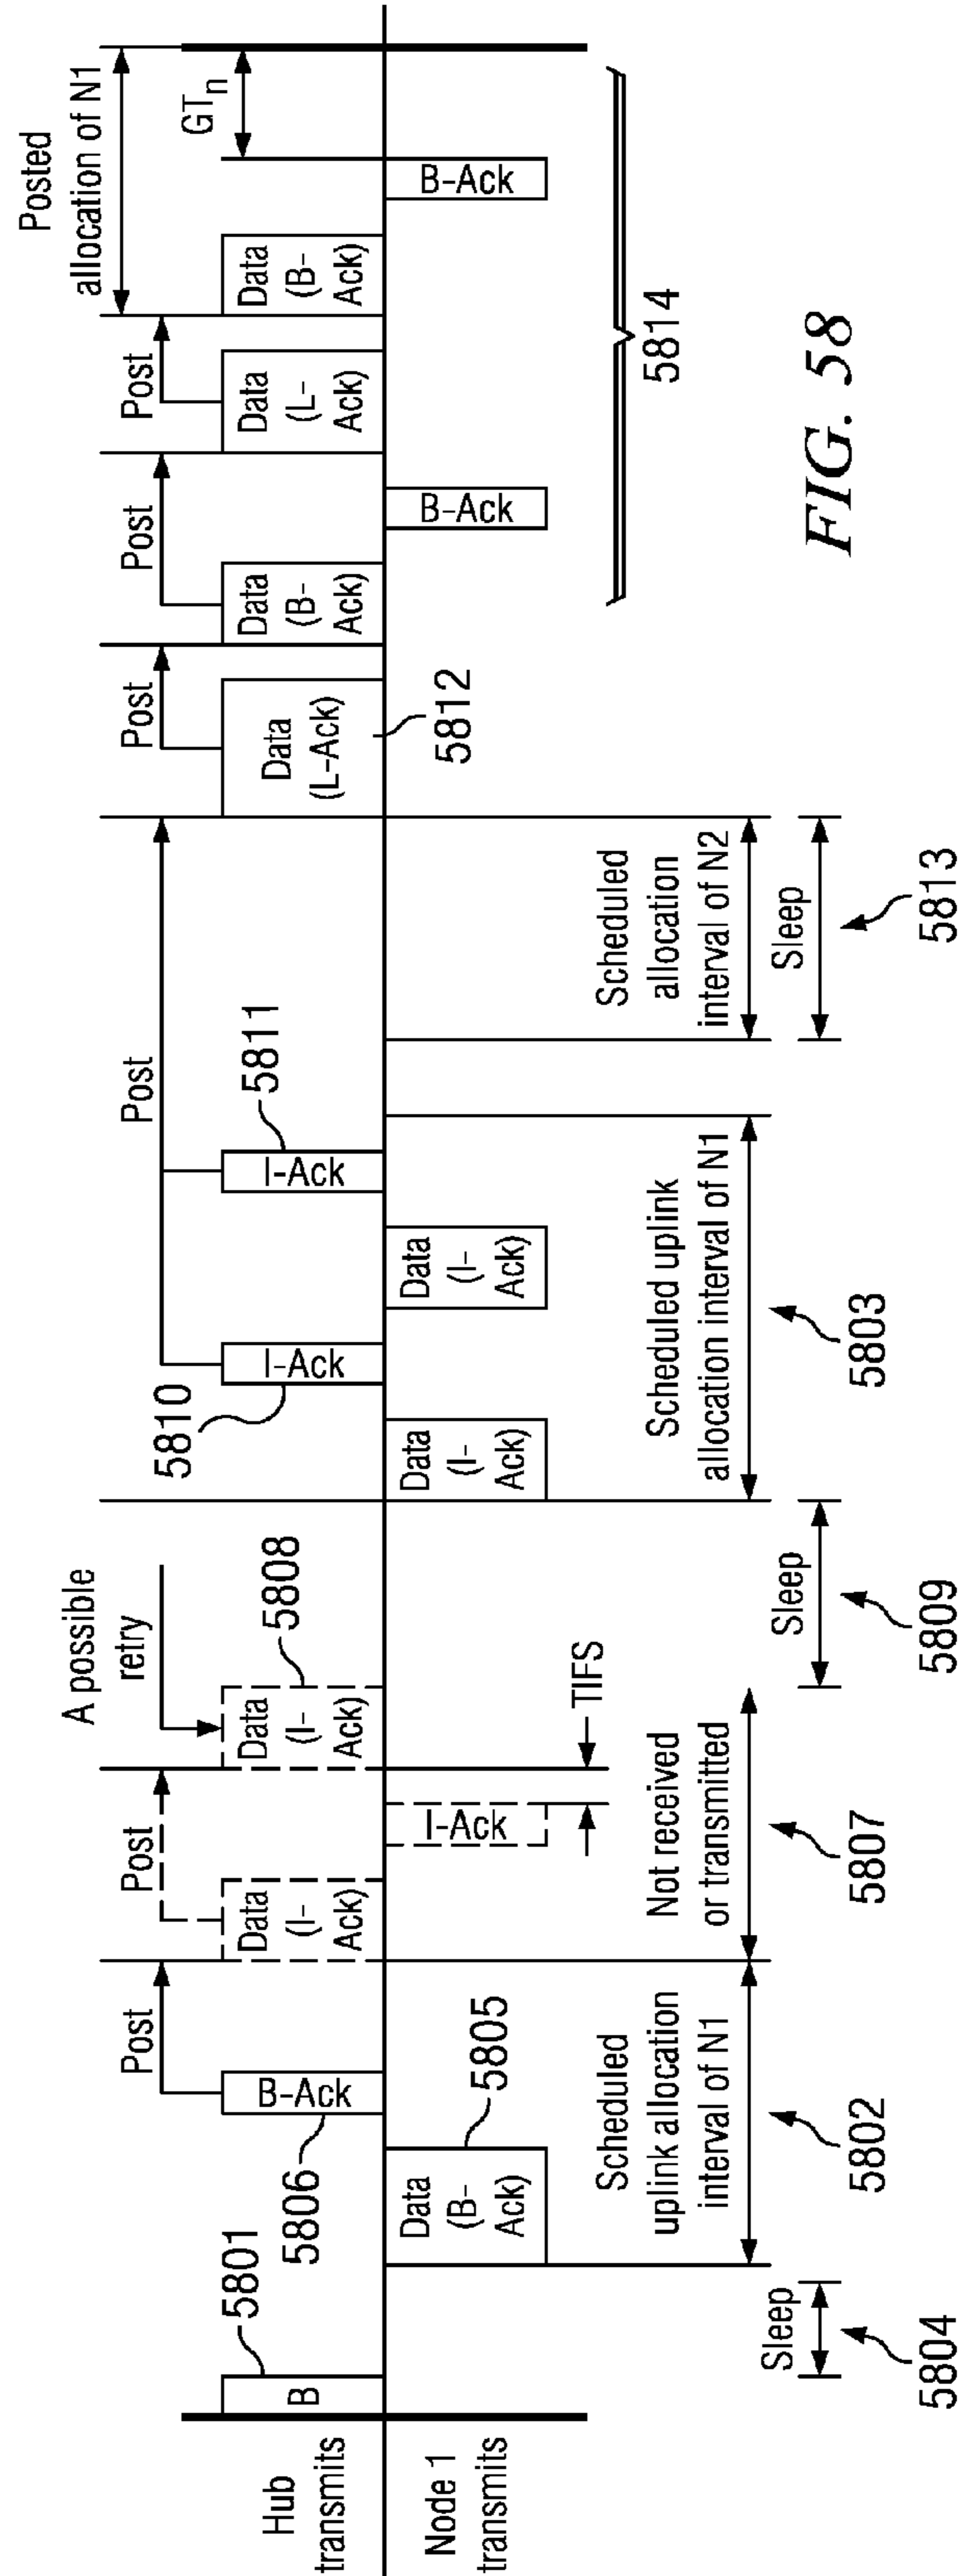 Hub
transmits
Node 1
transmits
B
5801
Sleep
5804
Data
(B-
Ack)
5805
B-Ack
5806
Post
Scheduled
uplink allocation
interval of N1
5802
Data
(I-
Ack)
Post
I-Ack
TIFS
A possible
retry
Data
(I-
Ack)
5808
Not received
or transmitted
5807
Sleep
5809
Data
(I-
Ack)
I-Ack
5810
Data
(I-
Ack)
I-Ack
5811
Post
Scheduled uplink
allocation interval of N1
5803
Scheduled
allocation
interval of N2
Sleep
5813
Data
(L-Ack)
5812
Post
Data
(B-
Ack)
Post
B-Ack
Data
(L-
Ack)
Post
Data
(B-
Ack)
B-Ack
Posted
allocation of N1
GTn
5814
FIG. 58